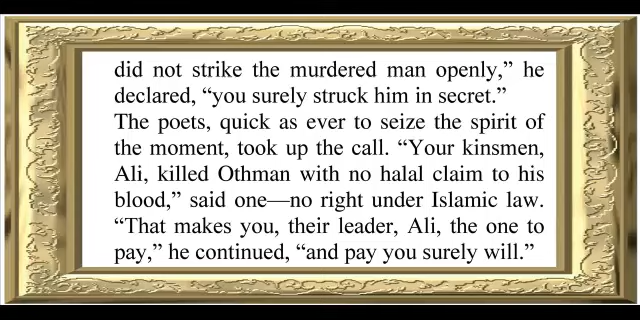 did not strike the murdered man openly,” he
declared, “you surely struck him in secret.”
The poets, quick as ever to seize the spirit of
the moment, took up the call. “Your kinsmen,
Ali, killed Othman with no halal claim to his
blood,” said one—no right under Islamic law.
“That makes you, their leader, Ali, the one to
pay,” he continued, “and pay you surely will.”